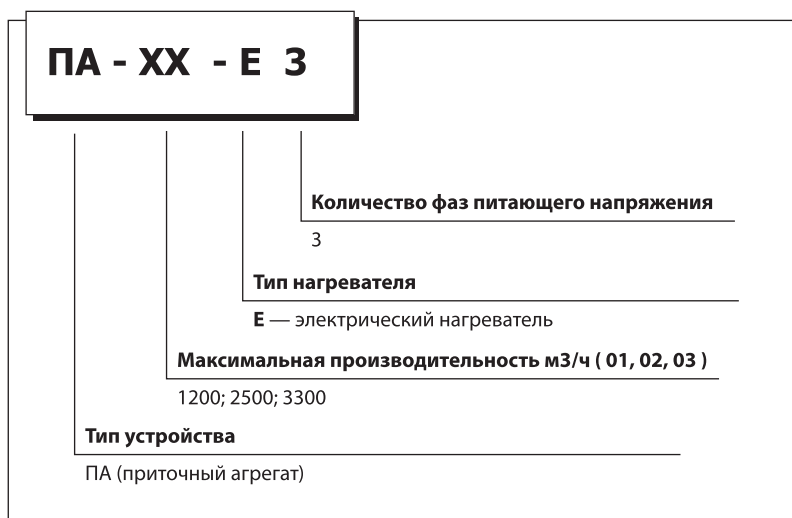 ПА - ХХ - Е 3
Количество фаз питающего напряжения
3
Тип нагревателя
Е — электрический нагреватель
Максимальная производительность м3/ч ( 01, 02, 03 )
1200; 2500; 3300
Тип устройства
ПА (приточный агрегат)